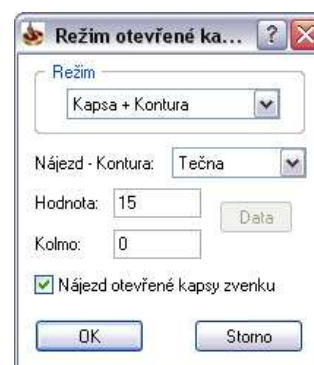 Režim otevřené ka...
Režim
Kapsa + Kontura
Nájezd - Kontura: Tečna
Hodnota: 15
Data
Kolmo: 0
Nájezd otevřené kapsy zvenku
OK Storno